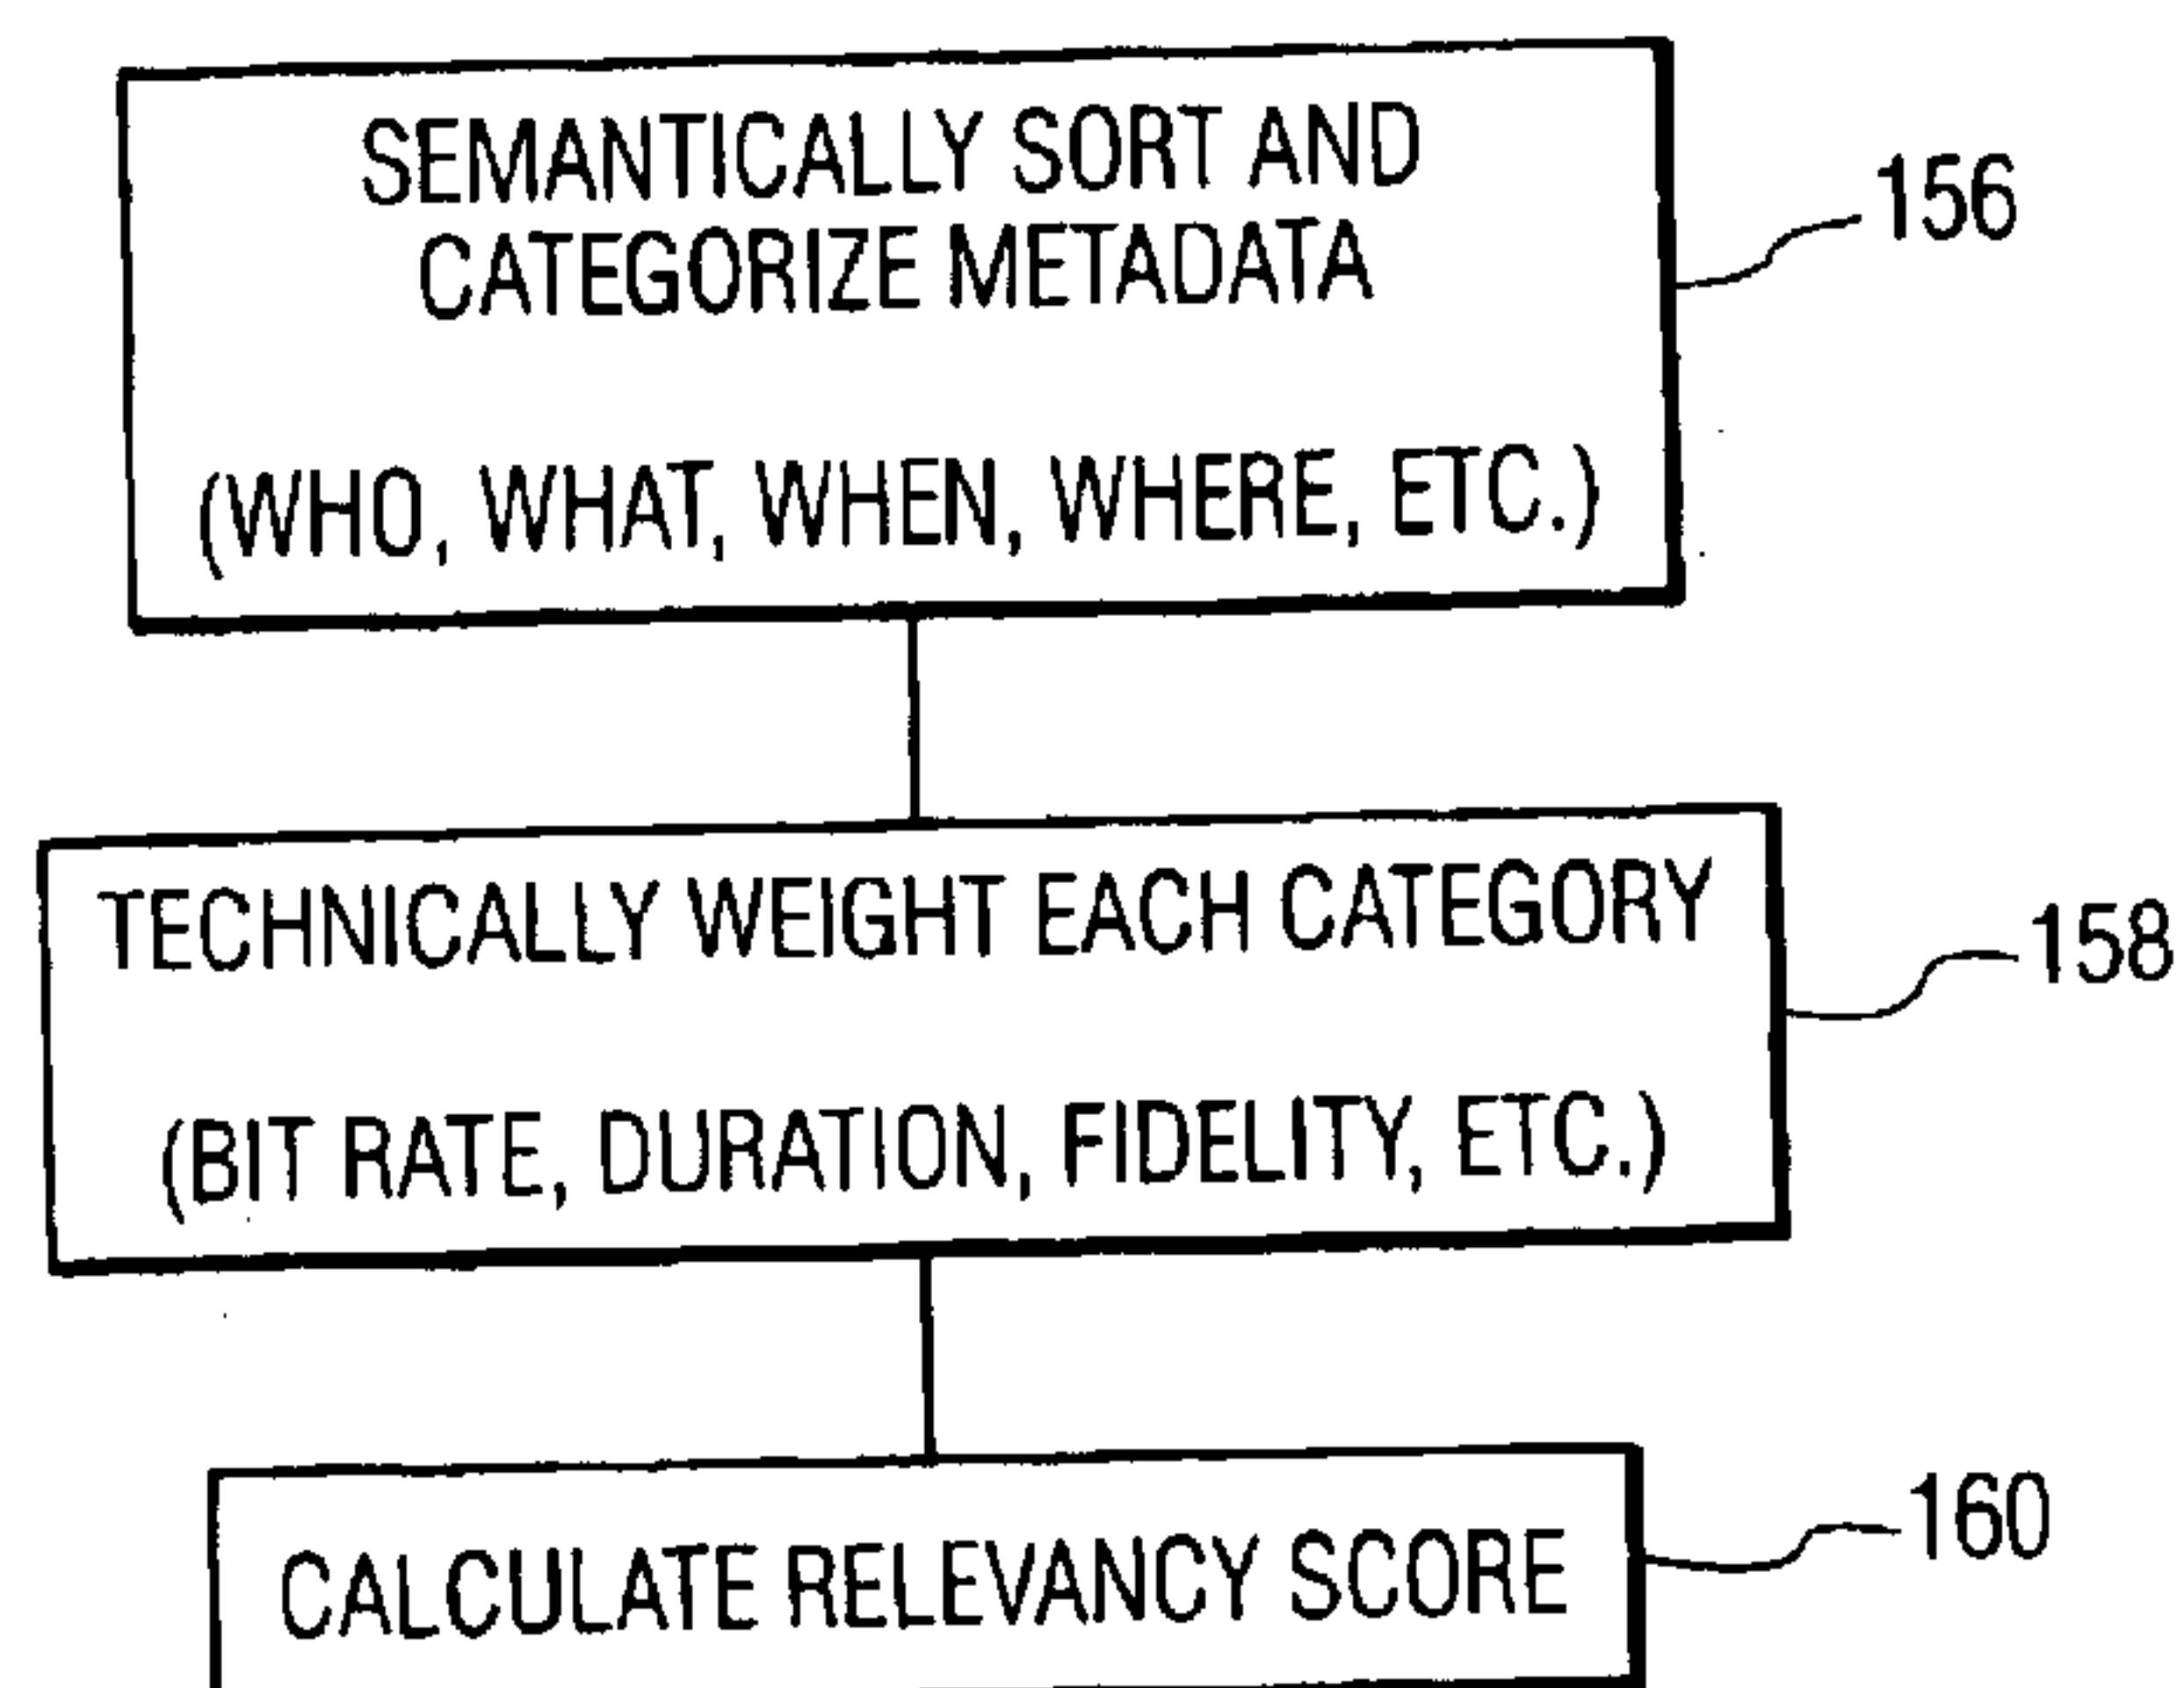 SEMANTICALLY SORT AND
CATEGORIZE METADATA
(WHO, WHAT, WHEN, WHERE, ETC.)
156
TECHNICALLY WEIGHT EACH CATEGORY
(BIT RATE, DURATION, FIDELITY, ETC.)
158
CALCULATE RELEVANCY SCORE
160